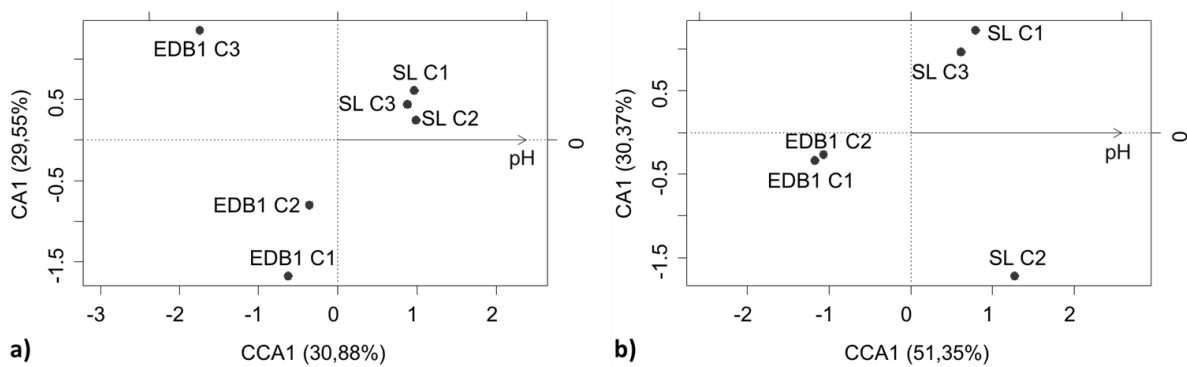 EDB1 C3
SL C1
SL C3
SL C2
EDB1 C2
EDB1 C1
pH
0
CA1 (29,55%)
0.5
-0.5
-1.5
-3 -2 -1 0 1 2
CCA1 (30,88%)
a)
SL C1
SL C3
EDB1 C2
EDB1 C1
SL C2
pH
0
CA1 (30,37%)
0.5
-0.5
-1.5
-2 -1 0 1 2
CCA1 (51,35%)
b)